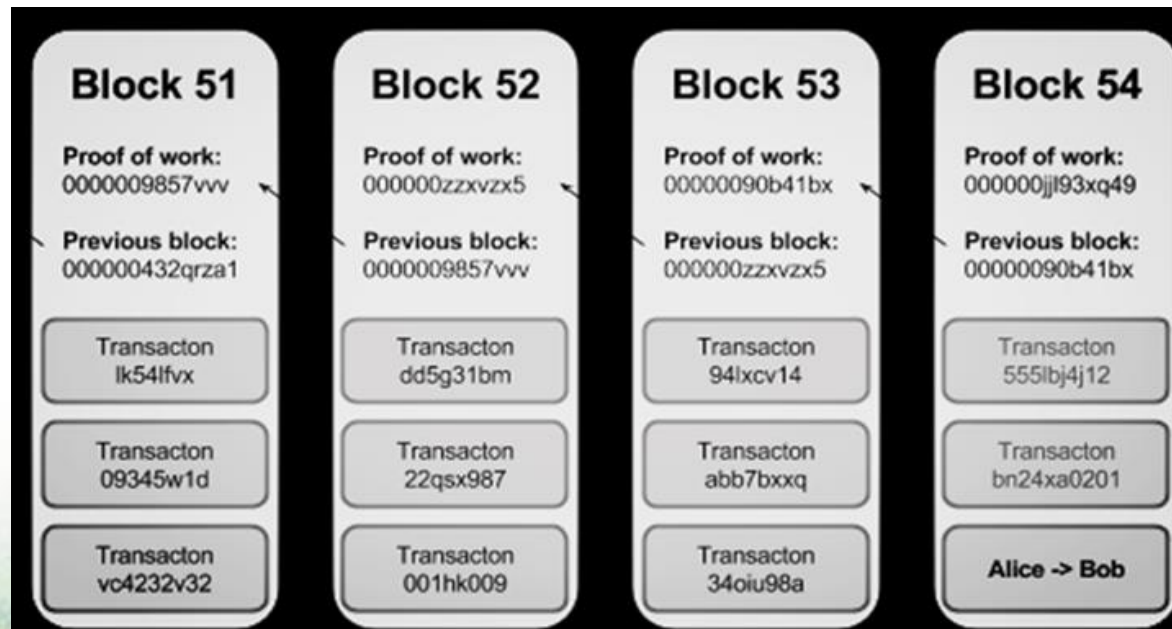 Block 51
Proof of work:
0000009857vvv
Previous block:
000000432qrza1
Transacton
lk54lfvx
Transacton
09345w1d
Transacton
vc4232v32
Block 52
Proof of work:
000000zzxvzx5
Previous block:
0000009857vvv
Transacton
dd5g31bm
Transacton
22qsx987
Transacton
001hk009
Block 53
Proof of work:
00000090b41bx
Previous block:
000000zzxvzx5
Transacton
94lxcv14
Transacton
abb7bxxq
Transacton
34oiu98a
Block 54
Proof of work:
000000jjl93xq49
Previous block:
00000090b41bx
Transacton
555lbj4j12
Transacton
bn24xa0201
Alice -> Bob